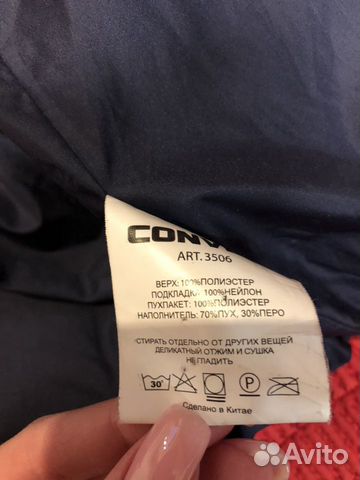 ART.3506
ВЕРХ: 100%ПОЛИЭСТЕР
ПОДКЛАДКА: 100%НЕЙЛОН
ПУХПАКЕТ: 100%ПОЛИЭСТЕР
НАПОЛНИТЕЛЬ: 70%ПУХ, 30%ПЕРО
СТИРАТЬ ОТДЕЛЬНО ОТ ДРУГИХ ВЕЩЕЙ
ДЕЛИКАТНЫЙ ОТЖИМ И СУШКА
НЕ ГЛАДИТЬ
30° P
Сделано в Китае
Avito